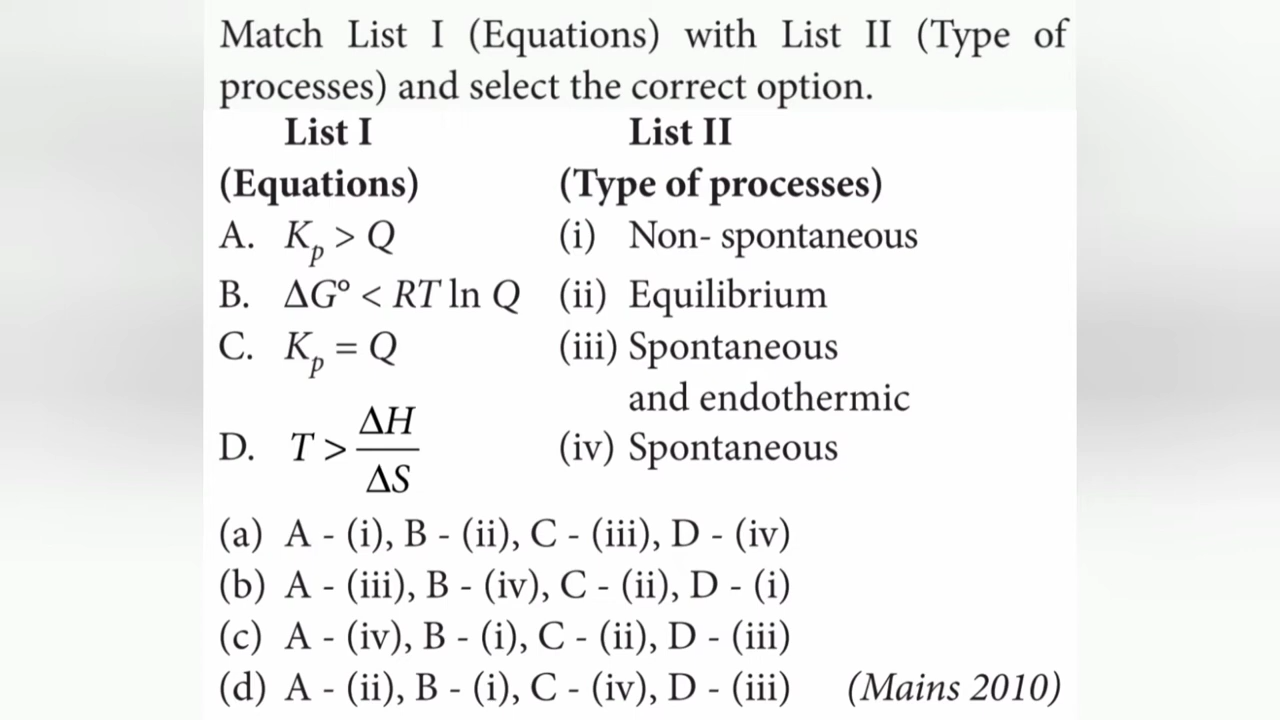 Match List I (Equations) with List II (Type of
processes) and select the correct option.
List I List II
(Equations) (Type of processes)
A. Kₚ > Q (i) Non- spontaneous
B. ΔG° < RT ln Q (ii) Equilibrium
C. Kₚ = Q (iii) Spontaneous
and endothermic
D. T > ΔH/ΔS (iv) Spontaneous
(a) A - (i), B - (ii), C - (iii), D - (iv)
(b) A - (iii), B - (iv), C - (ii), D - (i)
(c) A - (iv), B - (i), C - (ii), D - (iii)
(d) A - (ii), B - (i), C - (iv), D - (iii) (Mains 2010)